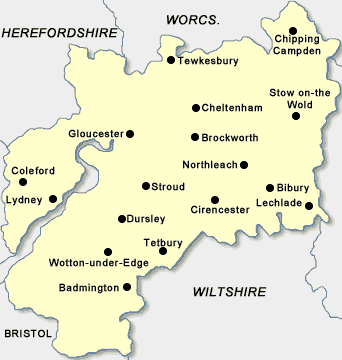 WORCS.
HEREFORDSHIRE
Chipping
Campden
Tewkesbury
Stow on-the
Wold
Cheltenham
Gloucester
Brockworth
Northleach
Coleford
Stroud
Bibury
Lydney
Cirencester
Lechlade
Dursley
Tetbury
Wotton-under-Edge
Badmington
WILTSHIRE
BRISTOL